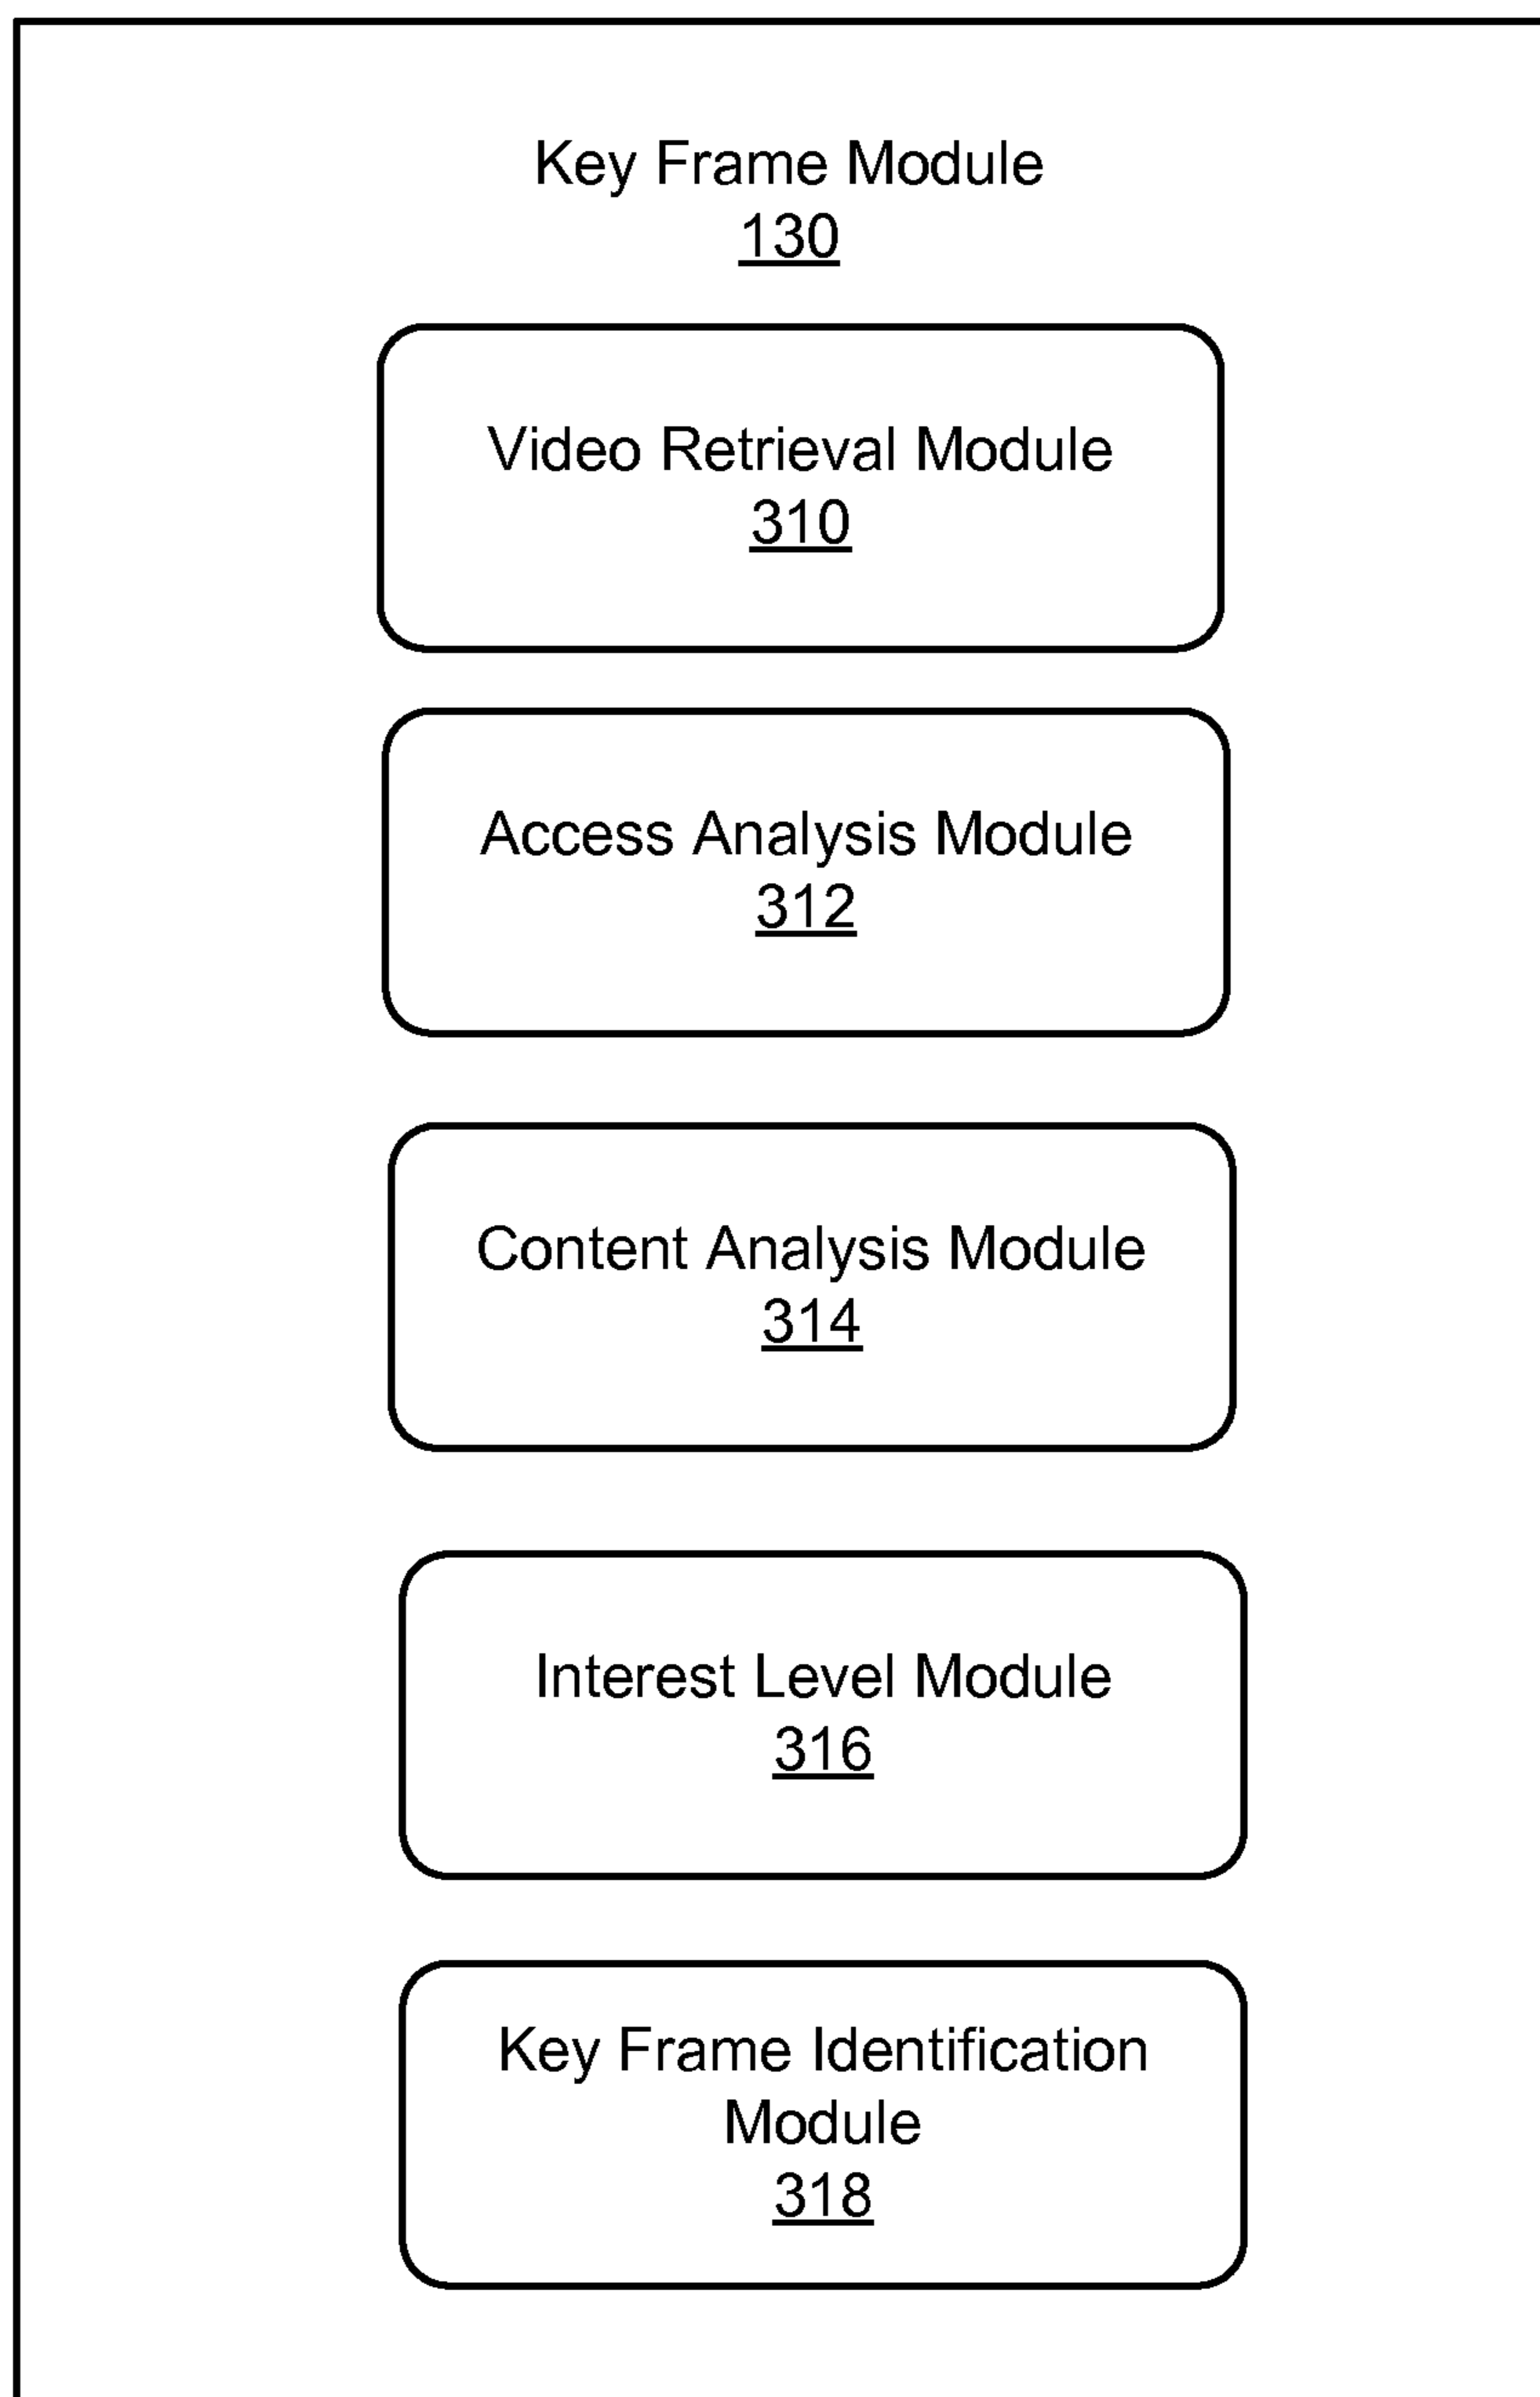 Key Frame Module
130
Video Retrieval Module
310
Access Analysis Module
312
Content Analysis Module
314
Interest Level Module
316
Key Frame Identification
Module
318